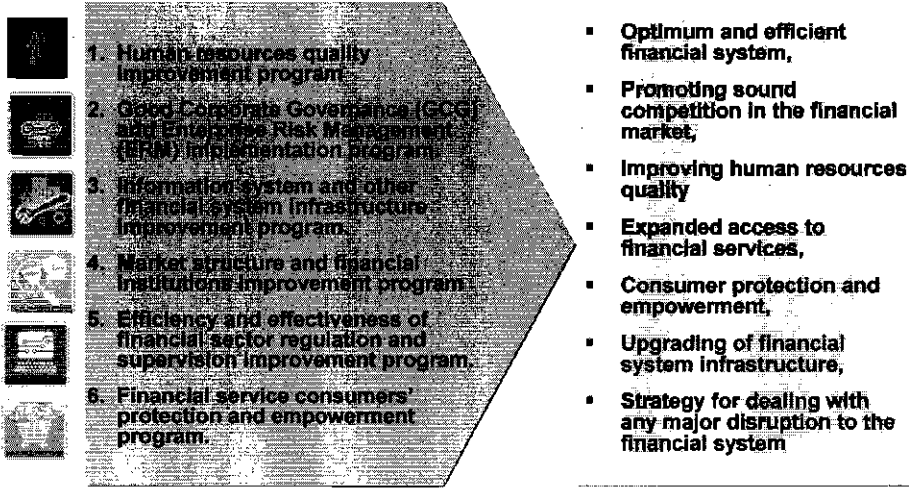 1. Human resources quality
improvement program
2. Good Corporate Governance (GCG)
and Enterprise Risk Management
(ERM) implementation program.
3. Information system and other
financial system infrastructure
improvement program.
4. Market structure and financial
institutions improvement program
5. Efficiency and effectiveness of
financial sector regulation and
supervision improvement program.
6. Financial service consumers'
protection and empowerment
program.
▪ Optimum and efficient
financial system,
▪ Promoting sound
competition in the financial
market,
▪ Improving human resources
quality
▪ Expanded access to
financial services,
▪ Consumer protection and
empowerment,
▪ Upgrading of financial
system infrastructure,
▪ Strategy for dealing with
any major disruption to the
financial system